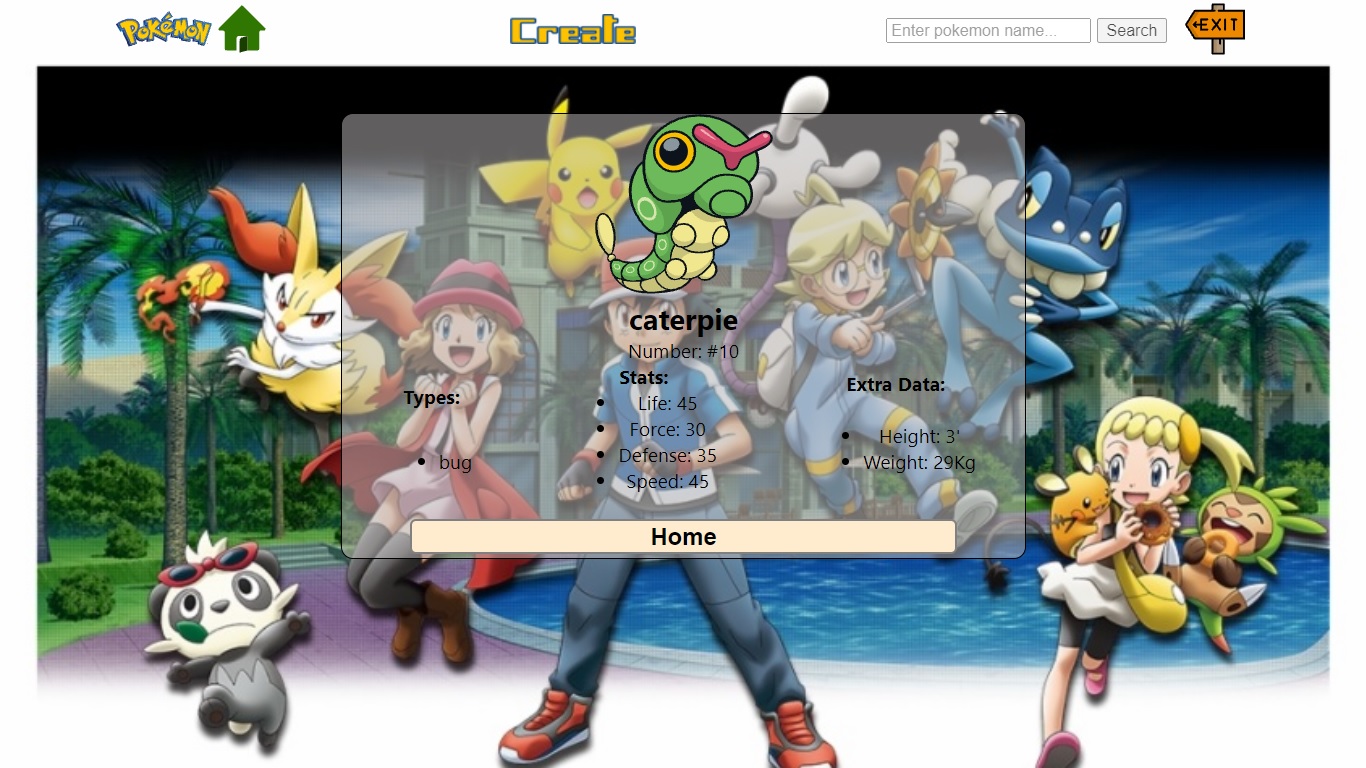 POKéMON
Create
Enter pokemon name...
Search
EXIT
caterpie
Number: #10
Types:
bug
Stats:
Life: 45
Force: 30
Defense: 35
Speed: 45
Extra Data:
Height: 3'
Weight: 29Kg
Home